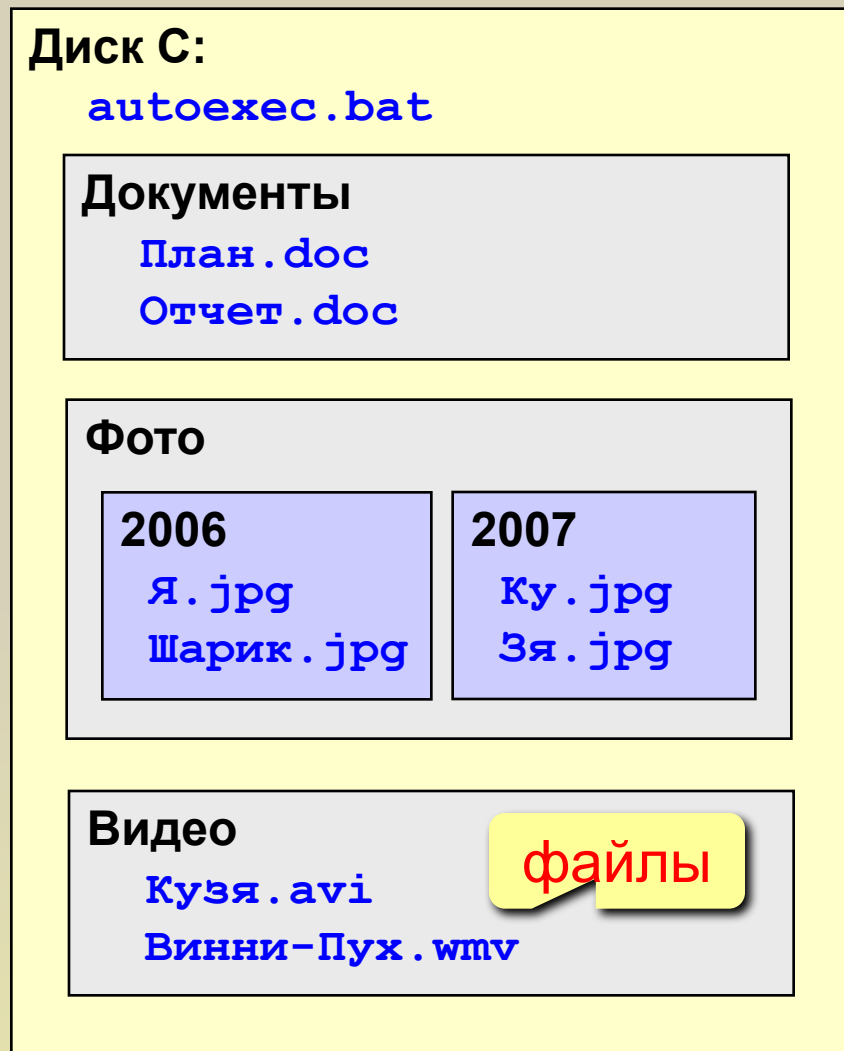 Диск C:
autoexec.bat
Документы
План.doc
Отчет.doc
Фото
2006
Я.jpg
Шарик.jpg
2007
Ку.jpg
Зя.jpg
Видео
файлы
Кузя.avi
Винни-Пух.wmv